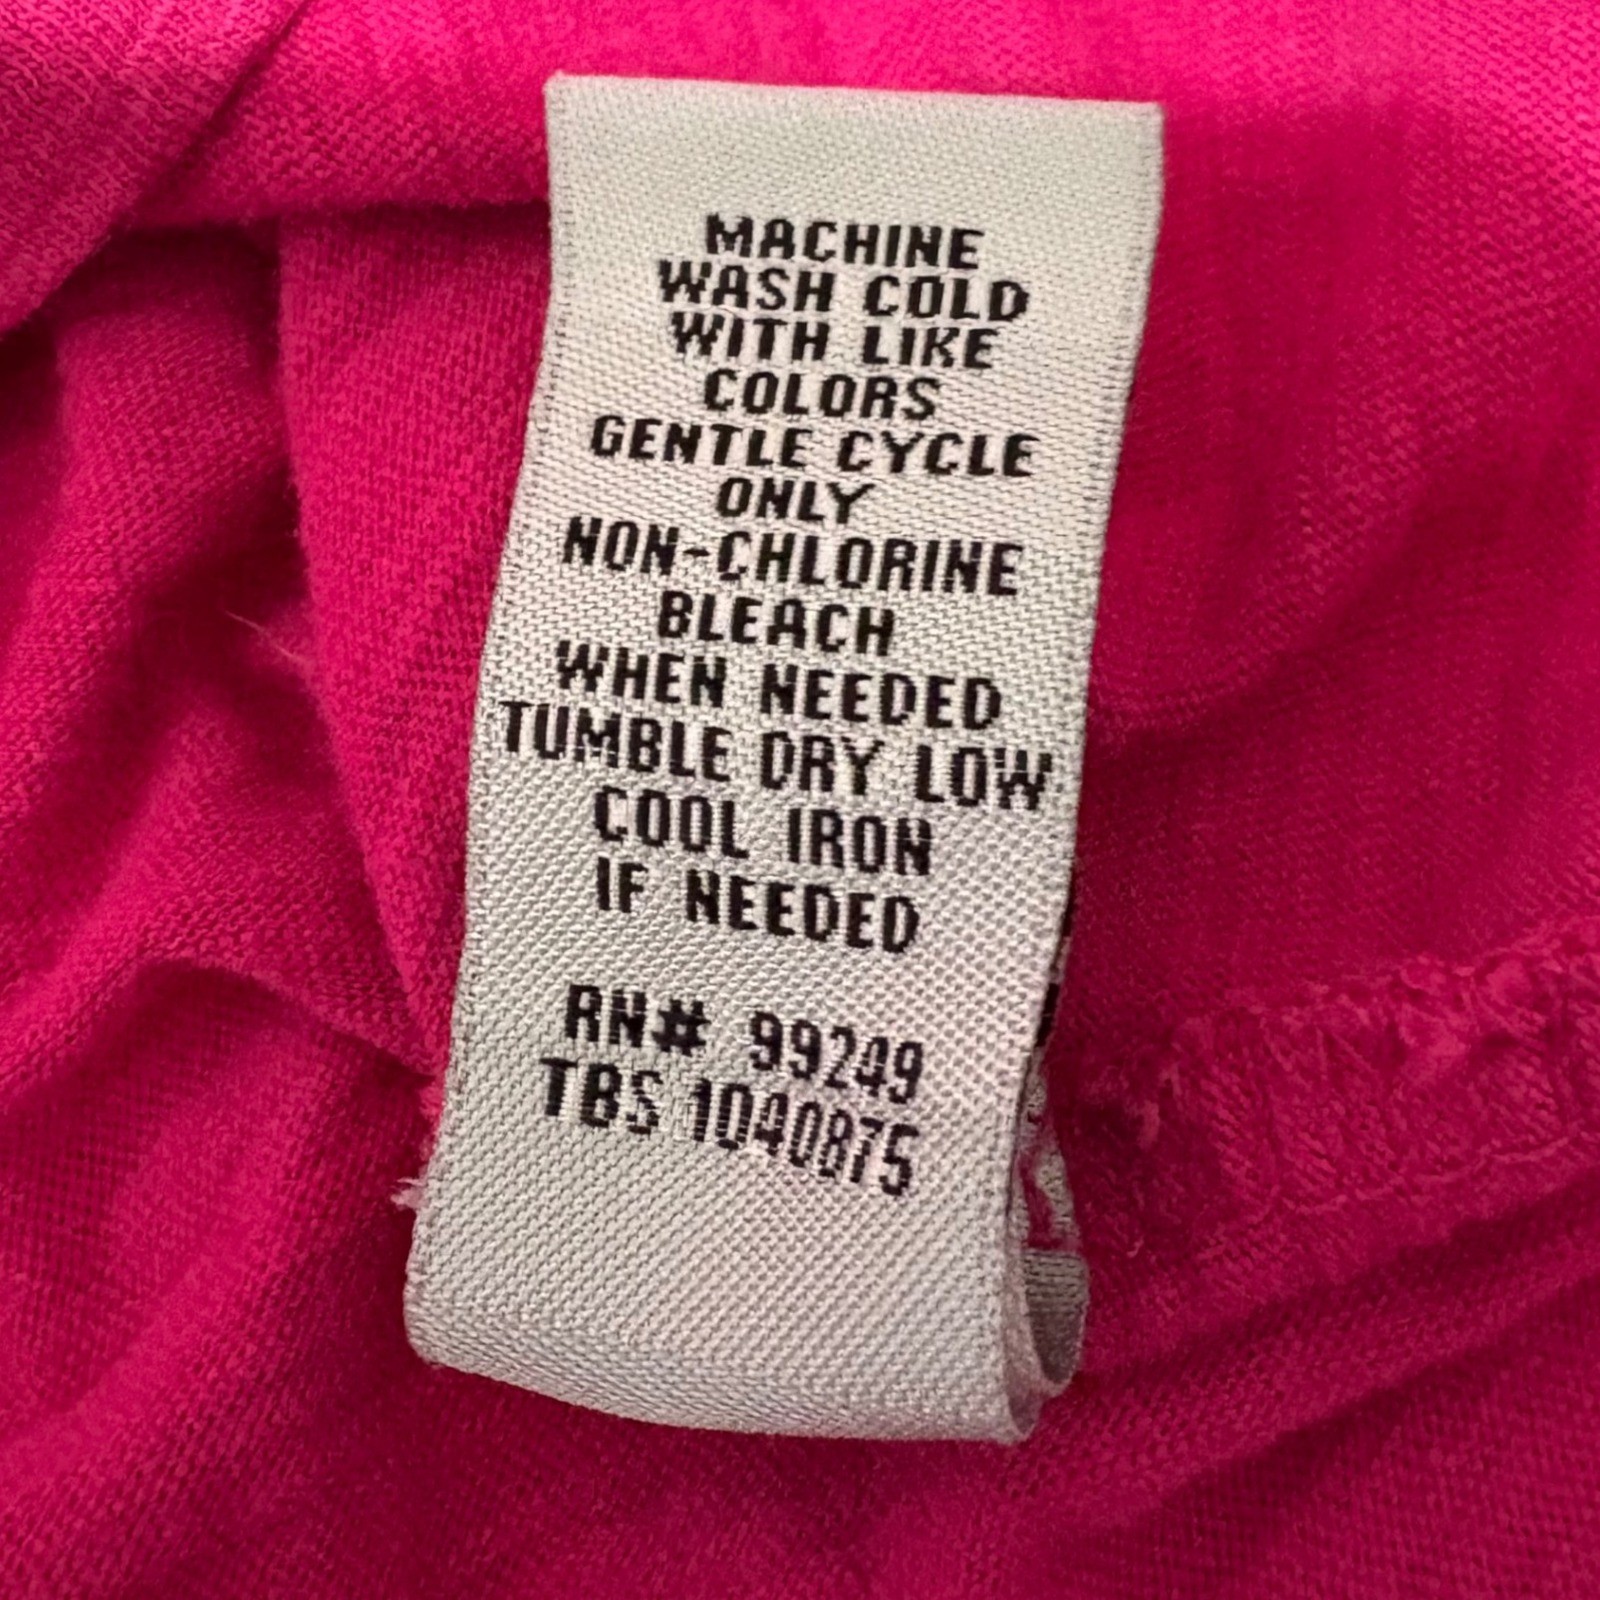 MACHINE
WASH COLD
WITH LIKE
COLORS
GENTLE CYCLE
ONLY
NON-CHLORINE
BLEACH
WHEN NEEDED
TUMBLE DRY LOW
COOL IRON
IF NEEDED
RN# 99249
TBS 1040875